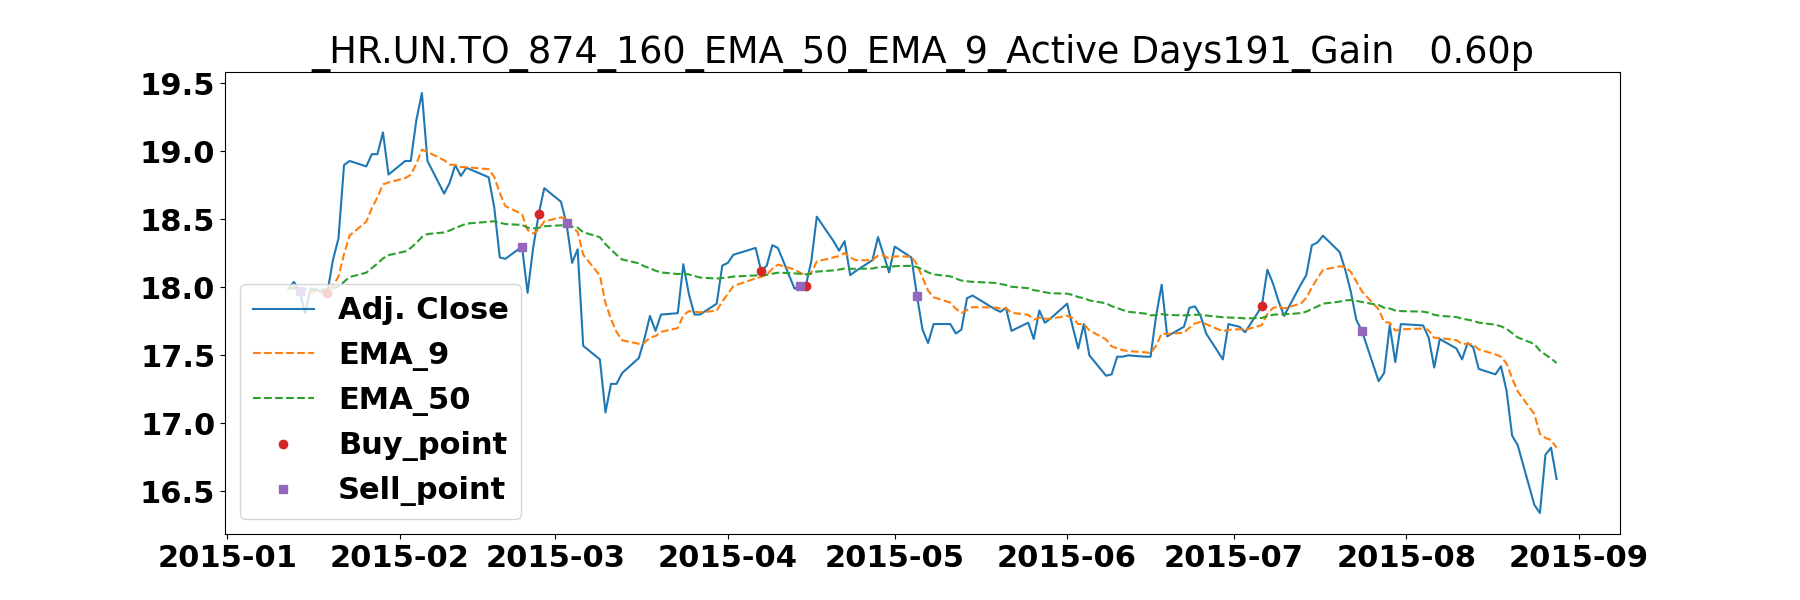 _HR.UN.TO_874_160_EMA_50_EMA_9_Active Days191_Gain   0.60p
19.5
19.0
18.5
18.0
17.5
17.0
16.5
Adj. Close
EMA_9
EMA_50
Buy_point
Sell_point
2015-01 2015-02 2015-03 2015-04 2015-05 2015-06 2015-07 2015-08 2015-09